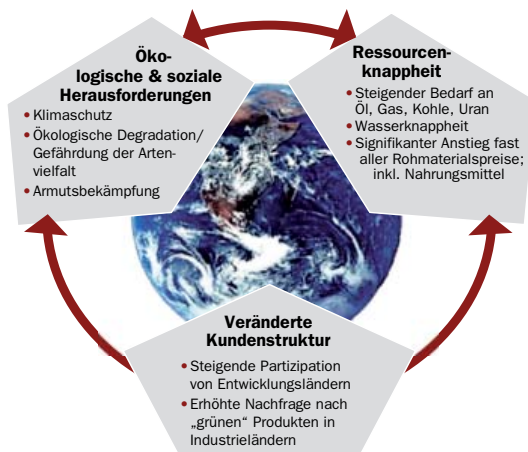 Öko-
logische & soziale
Herausforderungen
• Klimaschutz
• Ökologische Degradation/
Gefährdung der Arten-
vielfalt
• Armutsbekämpfung
Ressourcen-
knappheit
• Steigender Bedarf an
Öl, Gas, Kohle, Uran
• Wasserknappheit
• Signifikanter Anstieg fast
aller Rohmaterialspreise;
inkl. Nahrungsmittel
Veränderte
Kundenstruktur
• Steigende Partizipation
von Entwicklungsländern
• Erhöhte Nachfrage nach
„grünen“ Produkten in
Industrieländern